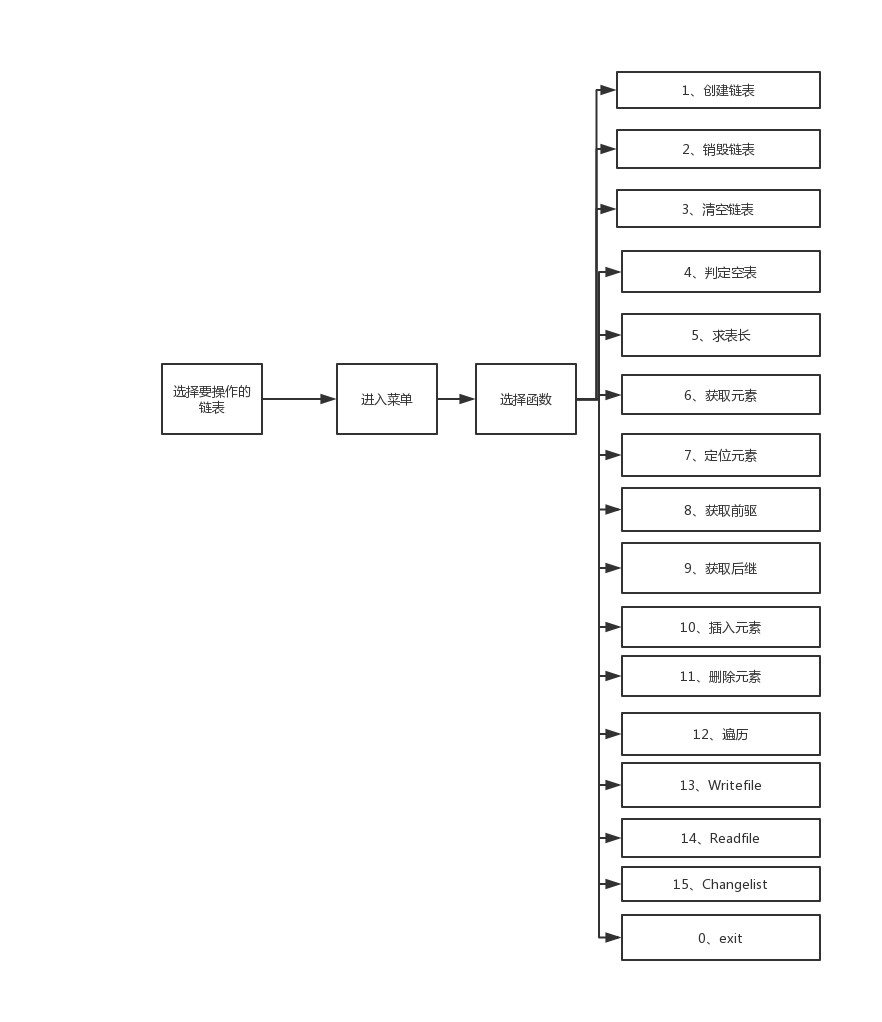 选择要操作的
链表
进入菜单
选择函数
1、创建链表
2、销毁链表
3、清空链表
4、判定空表
5、求表长
6、获取元素
7、定位元素
8、获取前驱
9、获取后继
10、插入元素
11、删除元素
12、遍历
13、Writefile
14、Readfile
15、Changelist
0、exit